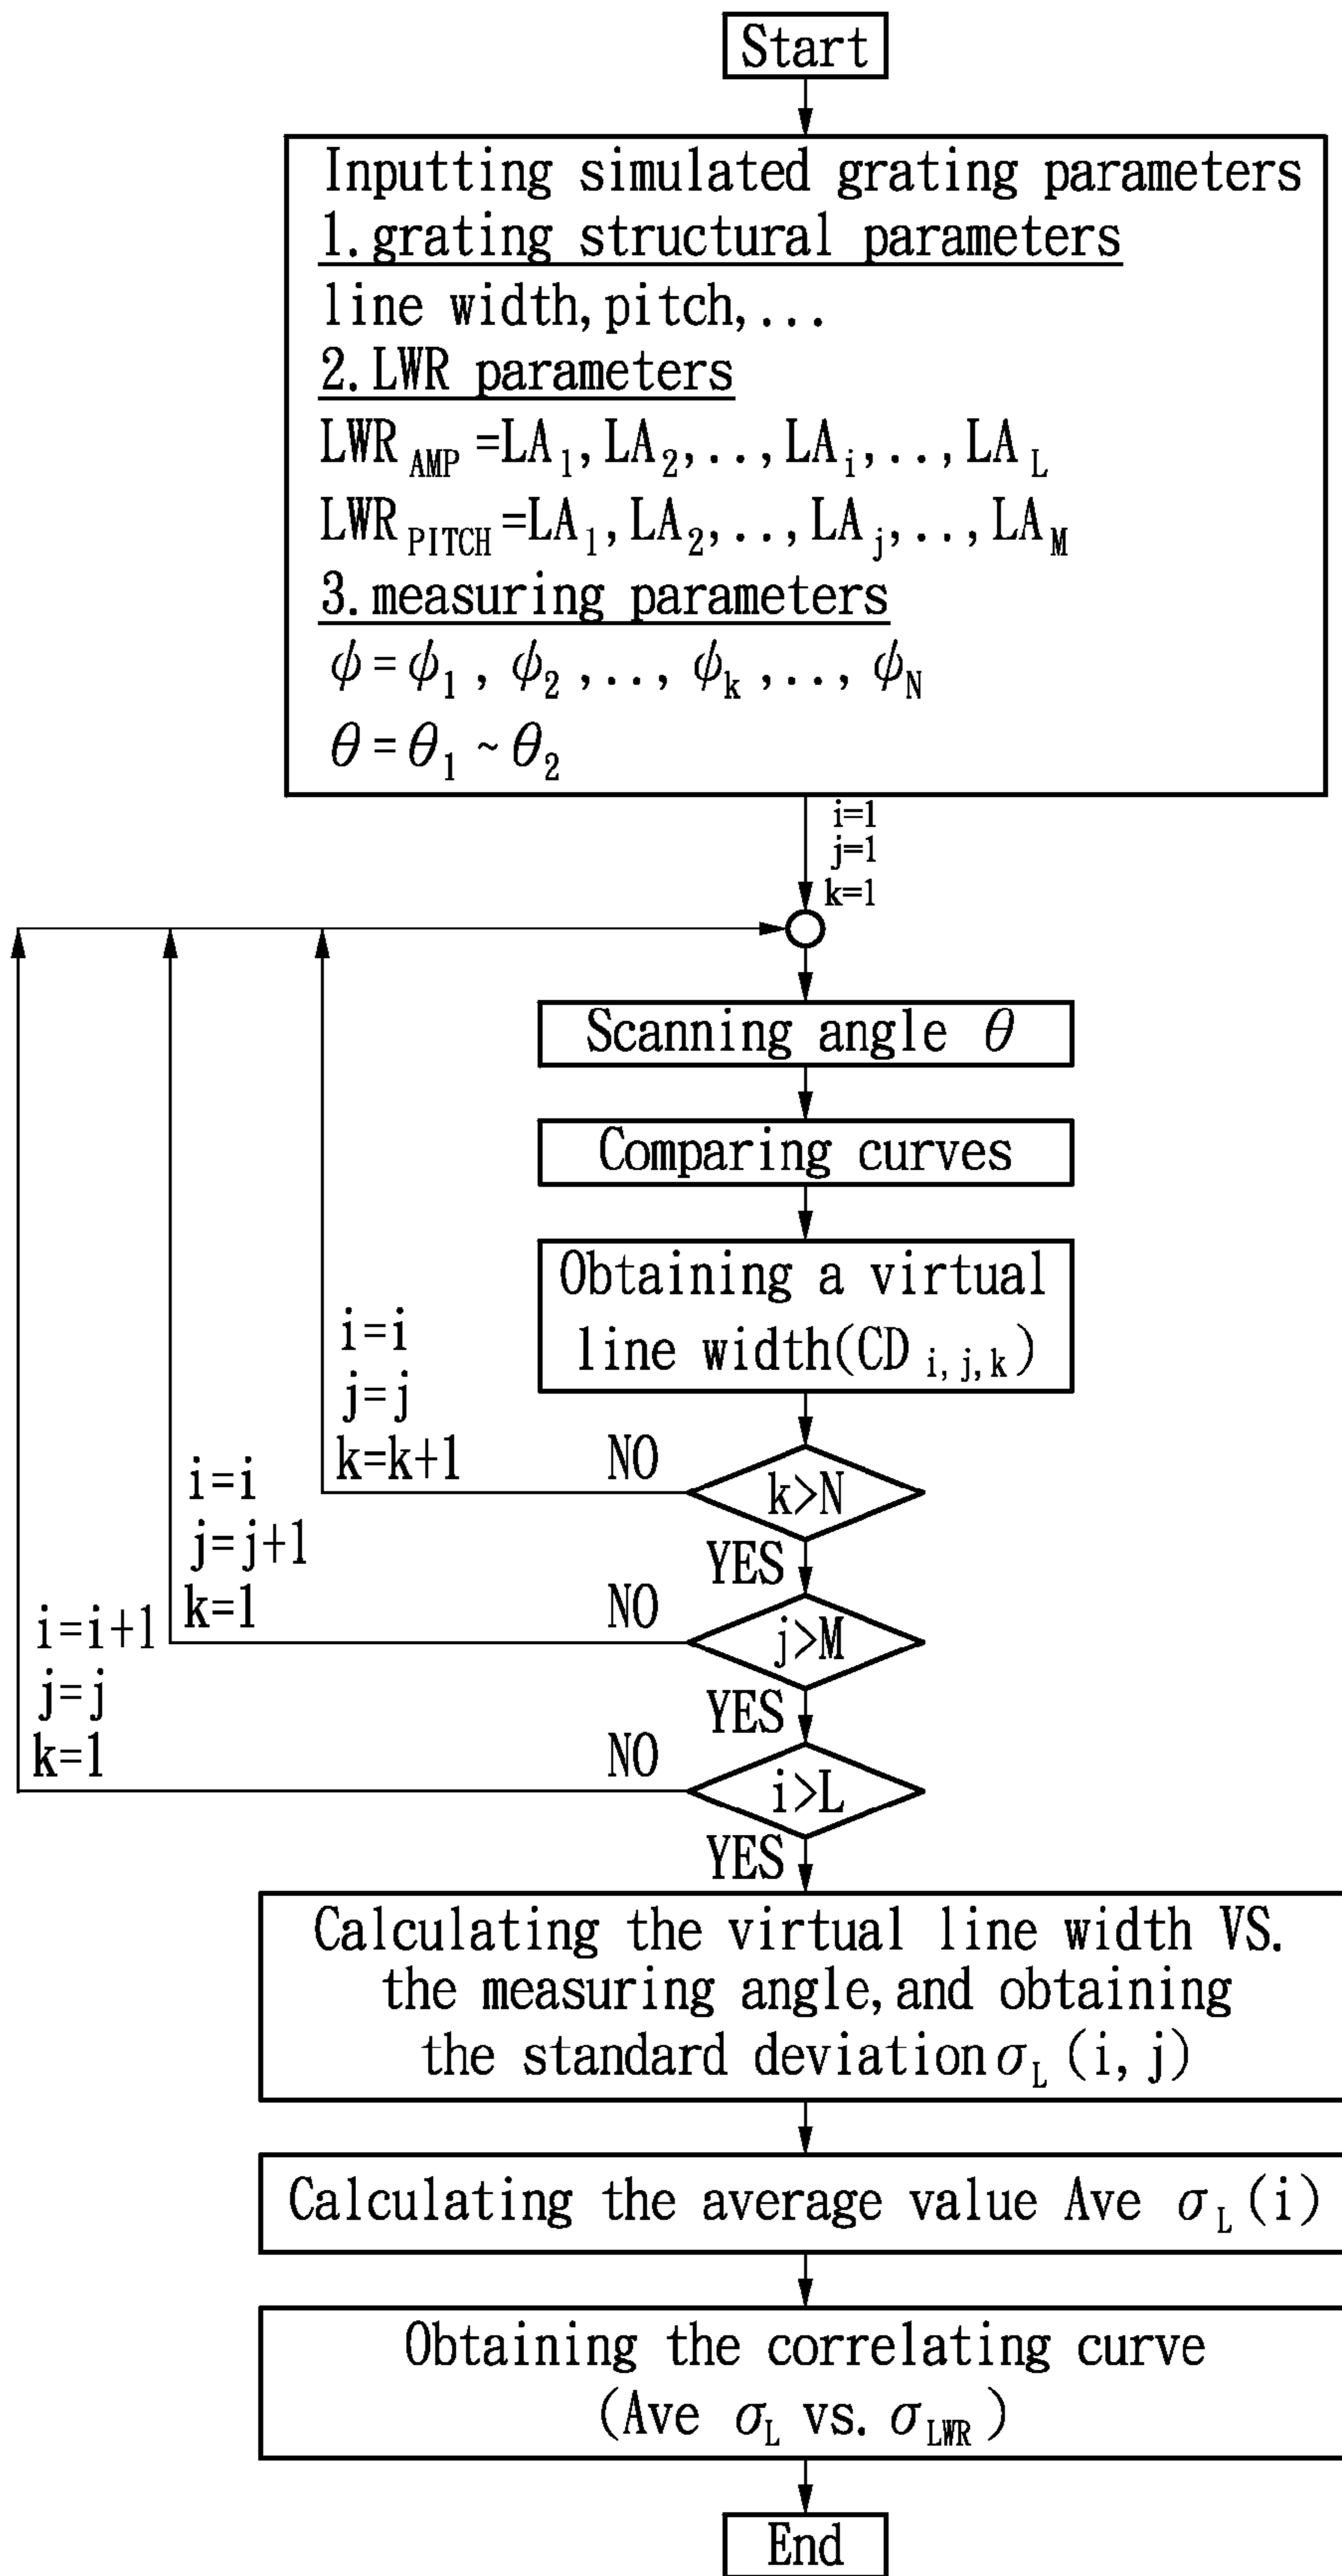 Start
Inputting simulated grating parameters
1.grating structural parameters
line width,pitch,...
2.LWR parameters
LWR AMP =LA1,LA2,..,LAi,..,LAL
LWR PITCH =LA1,LA2,..,LAj,..,LAM
3.measuring parameters
ϕ=ϕ1 , ϕ2 ,.., ϕk ,.., ϕN
θ=θ1 ~ θ2
i=1
j=1
k=1
Scanning angle θ
Comparing curves
Obtaining a virtual
line width(CD i,j,k)
i=i
j=j
k=k+1
NO
k>N
YES
i=i
j=j+1
k=1
NO
j>M
YES
i=i+1
j=j
k=1
NO
i>L
YES
Calculating the virtual line width VS.
the measuring angle,and obtaining
the standard deviation σL (i,j)
Calculating the average value Ave σL (i)
Obtaining the correlating curve
(Ave σL vs. σLWR )
End